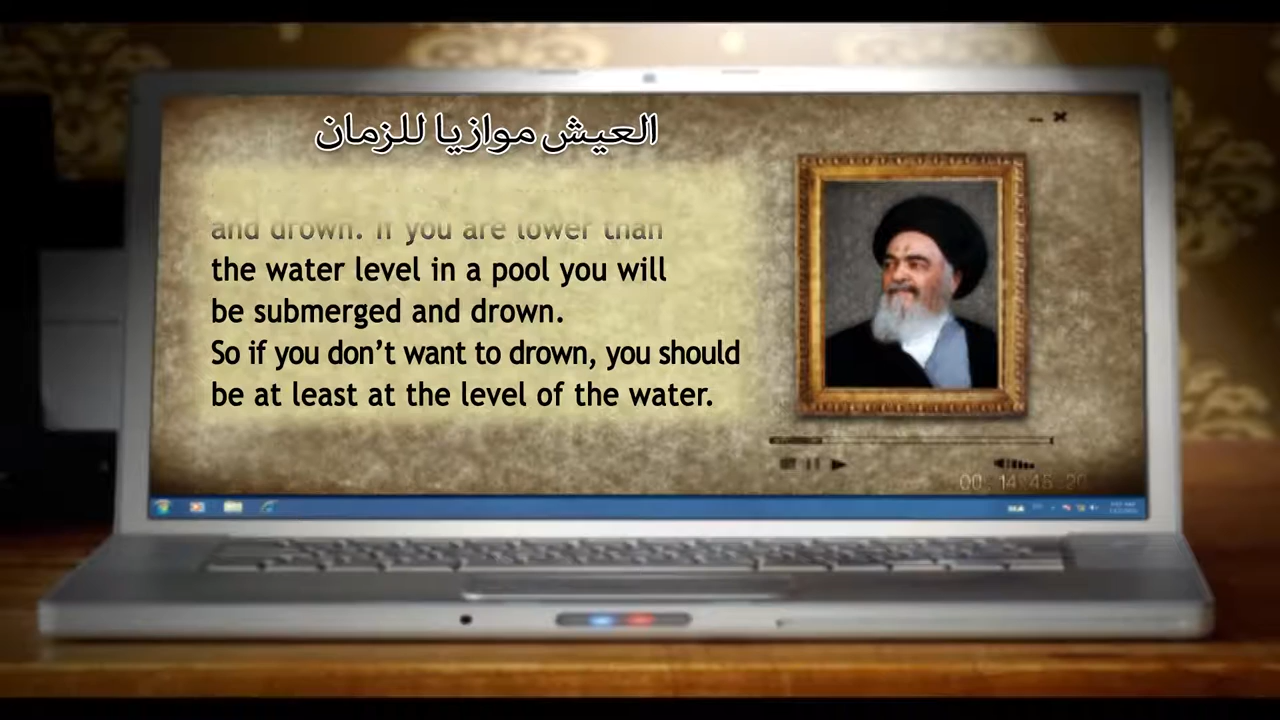 العيش موازيا للزمان
and drown. If you are lower than
the water level in a pool you will
be submerged and drown.
So if you don’t want to drown, you should
be at least at the level of the water.